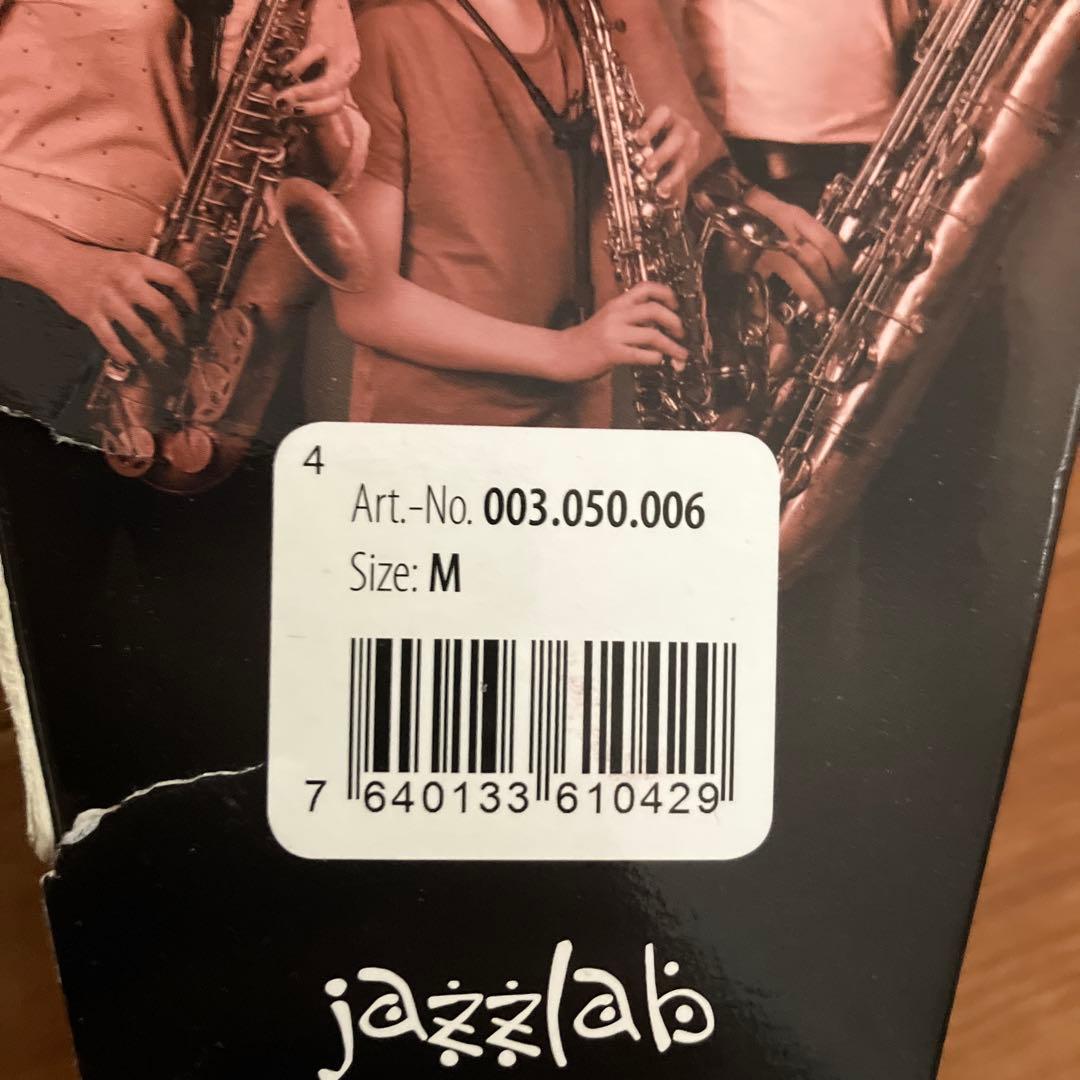 4
Art.-No. 003.050.006
Size: M
7 640133 610429
jazzlab